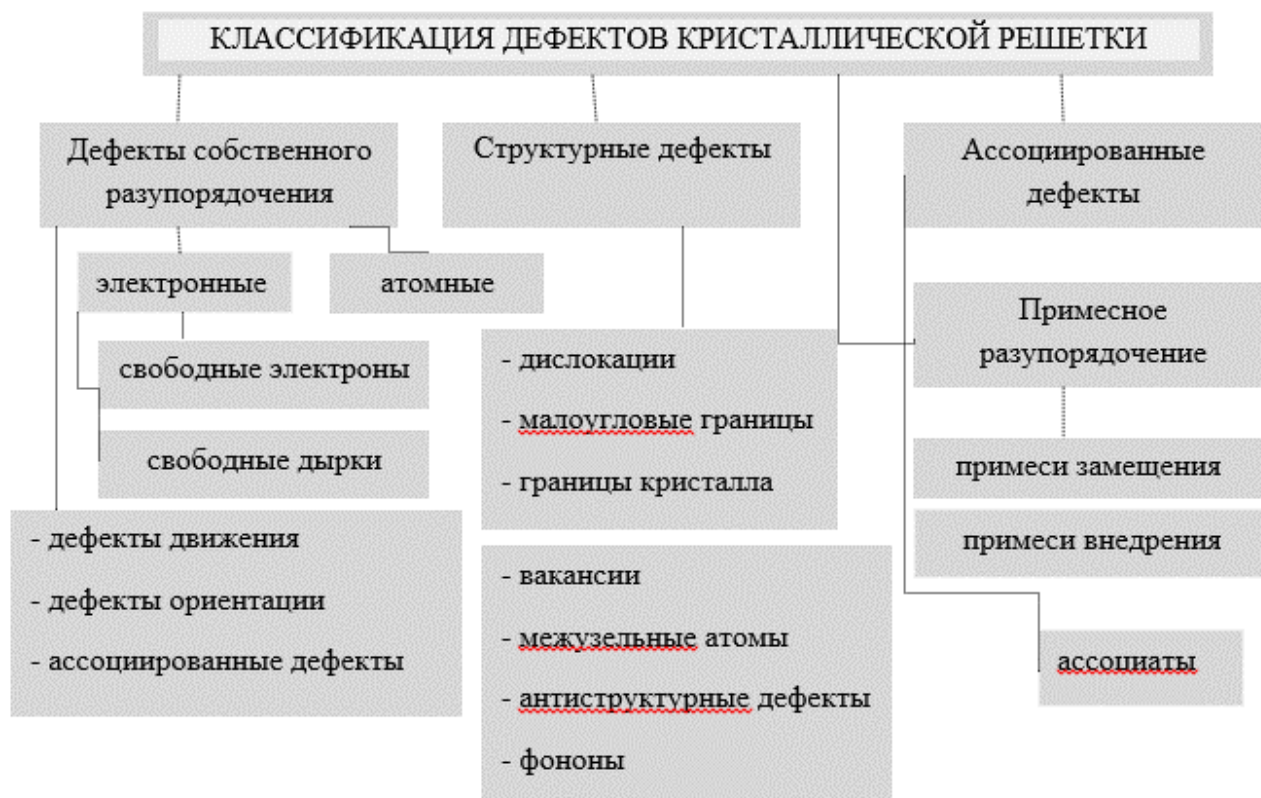 КЛАССИФИКАЦИЯ ДЕФЕКТОВ КРИСТАЛЛИЧЕСКОЙ РЕШЕТКИ
Дефекты собственного
разупорядочения
Структурные дефекты
Ассоциированные
дефекты
электронные
атомные
свободные электроны
свободные дырки
- дефекты движения
- дефекты ориентации
- ассоциированные дефекты
- дислокации
- малоугловые границы
- границы кристалла
- вакансии
- межузельные атомы
- антиструктурные дефекты
- фононы
Примесное
разупорядочение
примеси замещения
примеси внедрения
ассоциаты